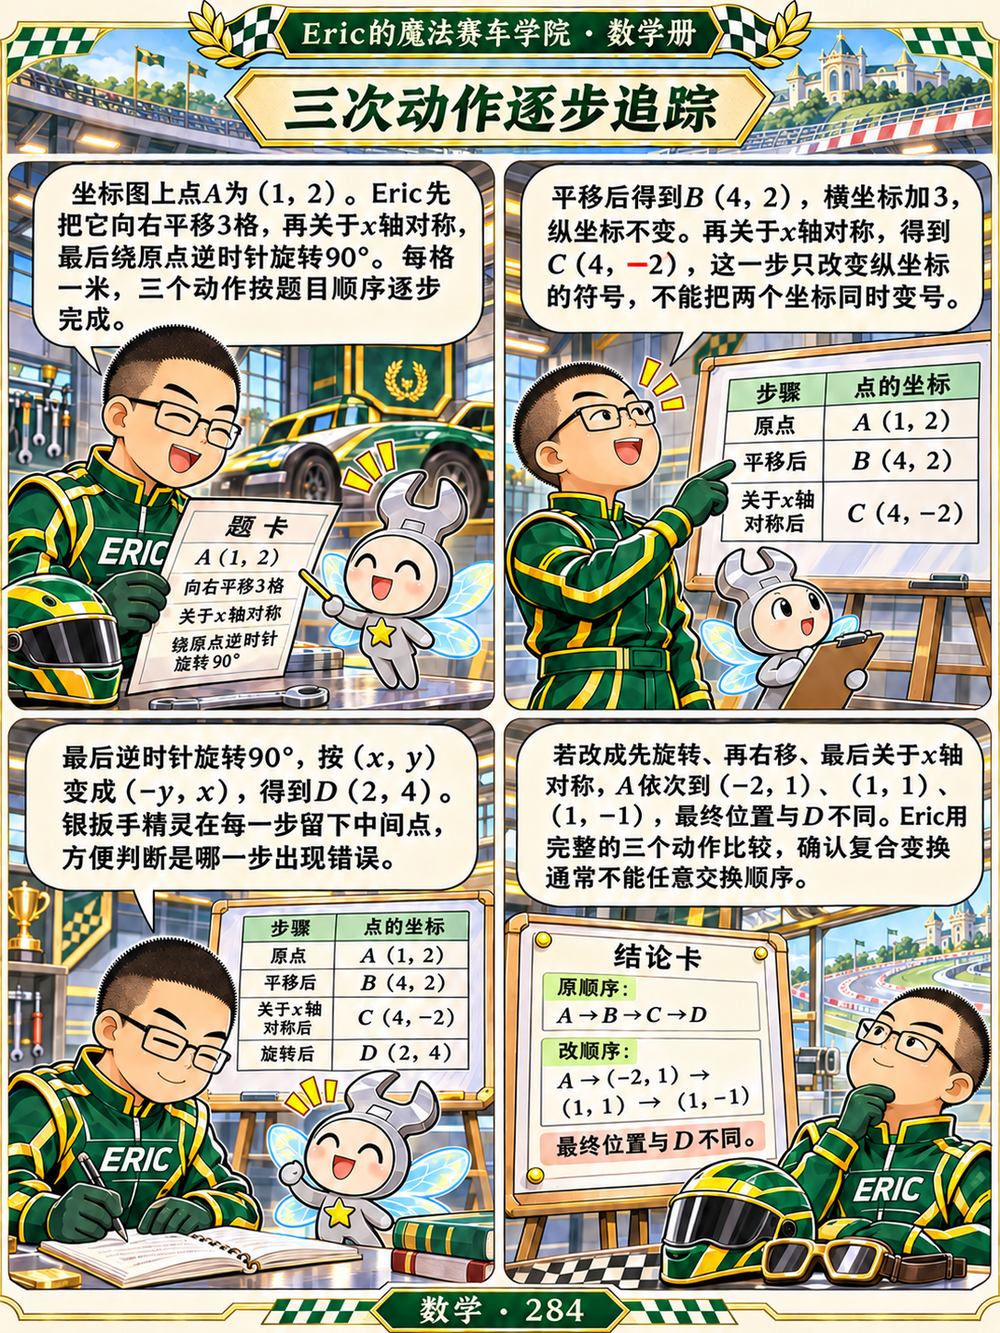 Eric的魔法赛车学院·数学册
三次动作逐步追踪
坐标图上点A为（1，2）。Eric先
把它向右平移3格，再关于x轴对称，
最后绕原点逆时针旋转90°。每格
一米，三个动作按题目顺序逐步
完成。
ERIC
题卡
A（1，2）
向右平移3格
关于x轴对称
绕原点逆时针
旋转90°
平移后得到B（4，2），横坐标加3，
纵坐标不变。再关于x轴对称，得到
C（4，−2），这一步只改变纵坐标
的符号，不能把两个坐标同时变号。
步骤 点的坐标
原点 A（1，2）
平移后 B（4，2）
关于x轴
对称后 C（4，−2）
最后逆时针旋转90°，按（x，y）
变成（−y，x），得到D（2，4）。
银扳手精灵在每一步留下中间点，
方便判断是哪一步出现错误。
步骤 点的坐标
原点 A（1，2）
平移后 B（4，2）
关于x轴
对称后 C（4，−2）
旋转后 D（2，4）
ERIC
若改成先旋转、再右移、最后关于x轴
对称，A依次到（−2，1）、（1，1）、
（1，−1），最终位置与D不同。Eric用
完整的三个动作比较，确认复合变换
通常不能任意交换顺序。
结论卡
原顺序：
A→B→C→D
改顺序：
A→（−2，1）→
（1，1）→（1，−1）
最终位置与D不同。
ERIC
数学·284